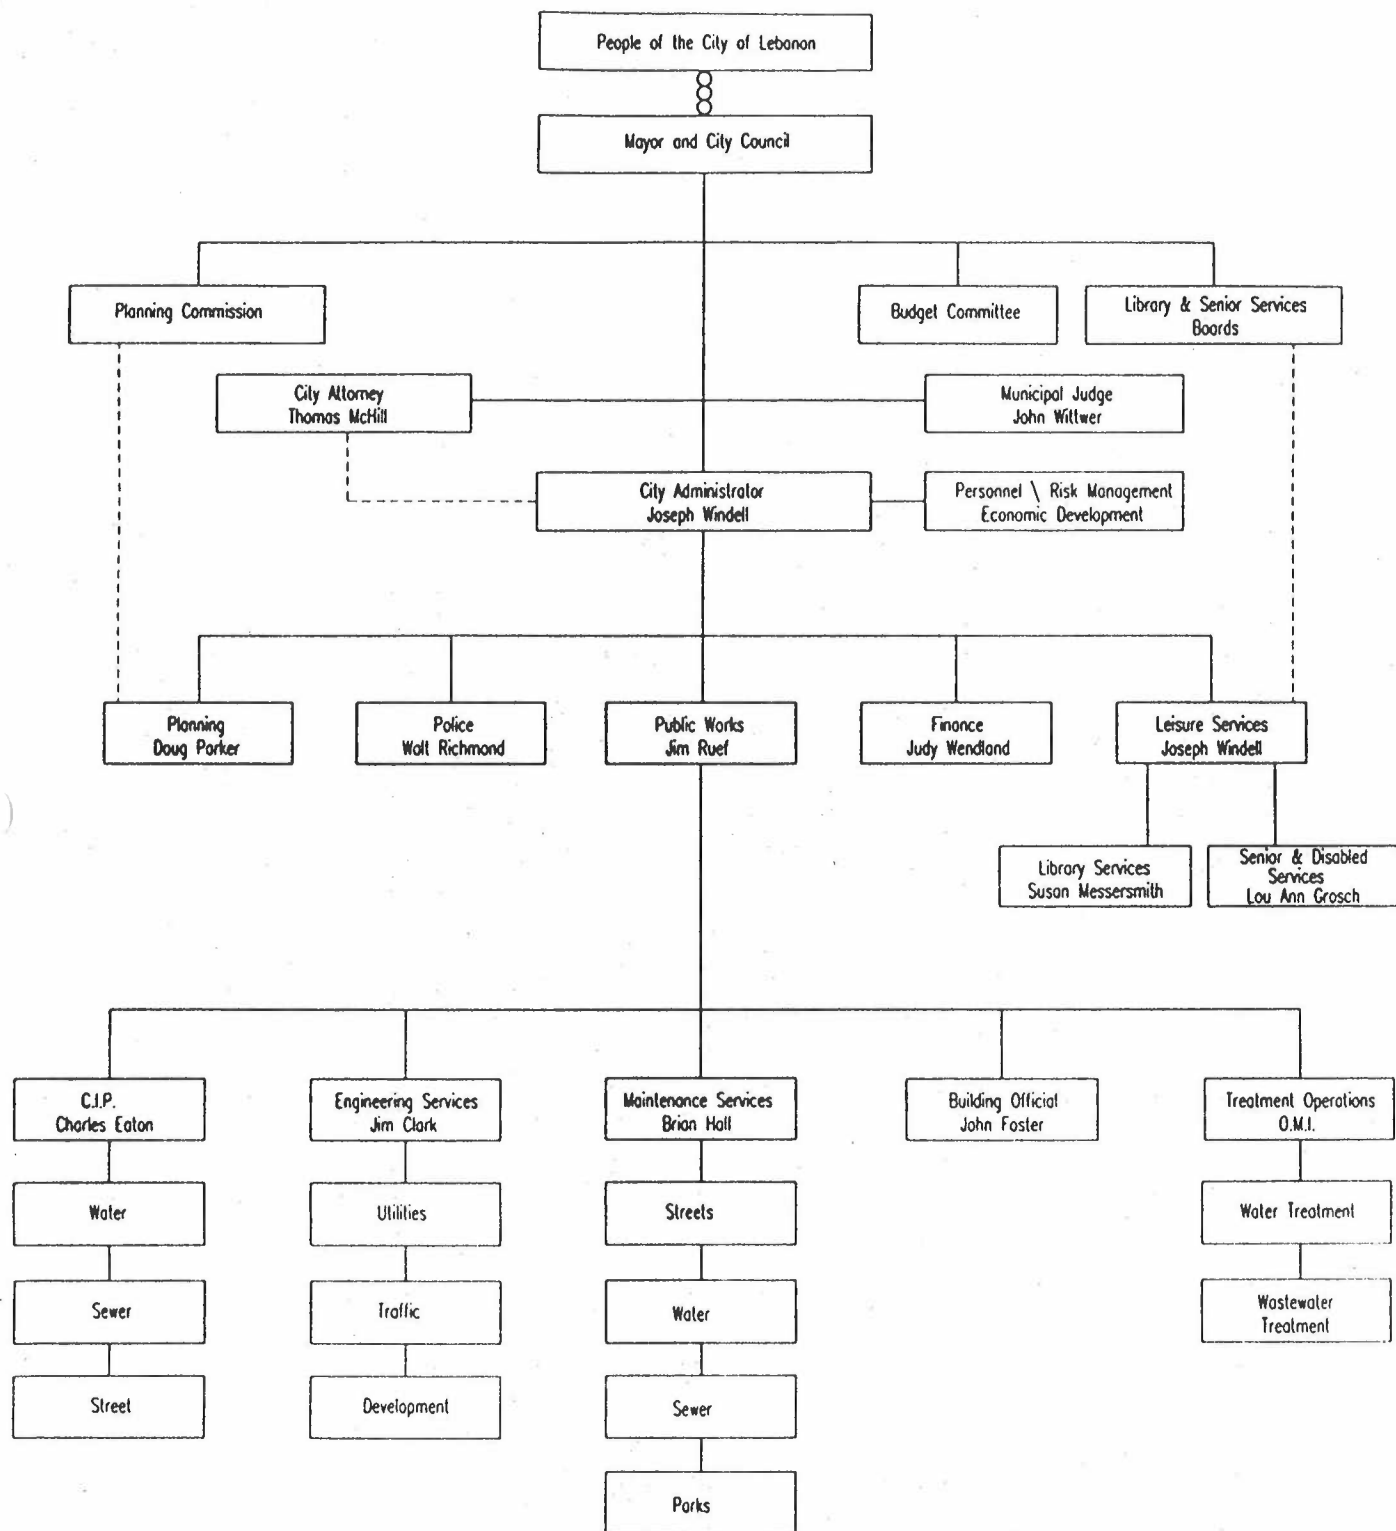 People of the City of Lebanon
Mayor and City Council
Planning Commission
Budget Committee
Library & Senior Services
Boards
City Attorney
Thomas McHill
Municipal Judge
John Wittwer
City Administrator
Joseph Windell
Personnel \ Risk Management
Economic Development
Planning
Doug Parker
Police
Walt Richmond
Public Works
Jim Ruef
Finance
Judy Wendland
Leisure Services
Joseph Windell
Library Services
Susan Messersmith
Senior & Disabled
Services
Lou Ann Grosch
C.I.P.
Charles Eaton
Engineering Services
Jim Clark
Maintenance Services
Brian Hall
Building Official
John Foster
Treatment Operations
O.M.I.
Water
Utilities
Streets
Water Treatment
Sewer
Traffic
Water
Wastewater
Treatment
Street
Development
Sewer
Parks